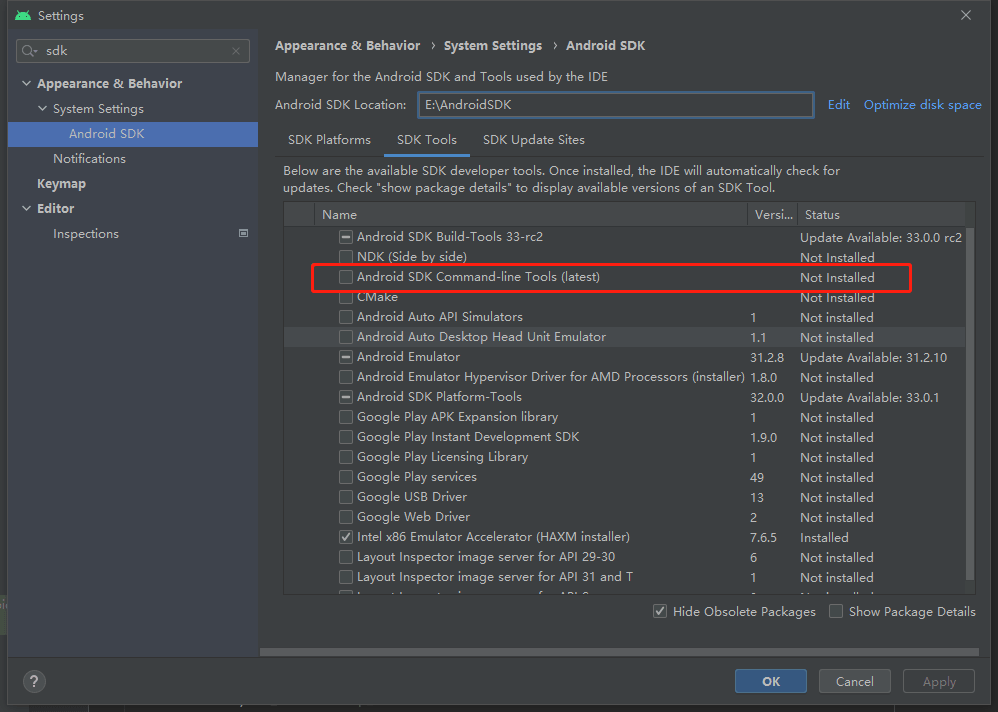 Settings
sdk
Appearance & Behavior
System Settings
Android SDK
Notifications
Keymap
Editor
Inspections
Appearance & Behavior › System Settings › Android SDK
Manager for the Android SDK and Tools used by the IDE
Android SDK Location: E:\AndroidSDK Edit Optimize disk space
SDK Platforms SDK Tools SDK Update Sites
Below are the available SDK developer tools. Once installed, the IDE will automatically check for
updates. Check "show package details" to display available versions of an SDK Tool.
Name Versi... Status
Android SDK Build-Tools 33-rc2 Update Available: 33.0.0 rc2
NDK (Side by side) Not Installed
Android SDK Command-line Tools (latest) Not Installed
CMake Not Installed
Android Auto API Simulators 1 Not installed
Android Auto Desktop Head Unit Emulator 1.1 Not installed
Android Emulator 31.2.8 Update Available: 31.2.10
Android Emulator Hypervisor Driver for AMD Processors (installer) 1.8.0 Not installed
Android SDK Platform-Tools 32.0.0 Update Available: 33.0.1
Google Play APK Expansion library 1 Not installed
Google Play Instant Development SDK 1.9.0 Not installed
Google Play Licensing Library 1 Not installed
Google Play services 49 Not installed
Google USB Driver 13 Not installed
Google Web Driver 2 Not installed
Intel x86 Emulator Accelerator (HAXM installer) 7.6.5 Installed
Layout Inspector image server for API 29-30 6 Not installed
Layout Inspector image server for API 31 and T 1 Not installed
Hide Obsolete Packages Show Package Details
? OK Cancel Apply